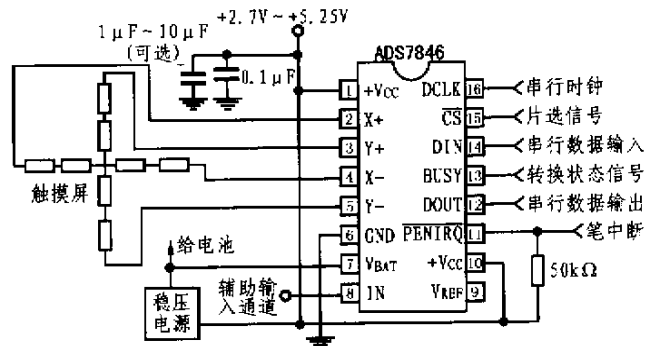 +2.7V~+5.25V
1μF~10μF
(可选)
0.1μF
ADS7846
1 +VCC DCLK 16 串行时钟
2 X+ CS 15 片选信号
3 Y+ DIN 14 串行数据输入
4 X- BUSY 13 转换状态信号
5 Y- DOUT 12 串行数据输出
6 GND PENIRQ 11 笔中断
7 VBAT +VCC 10
8 IN VREF 9
触摸屏
给电池
稳压
电源
辅助输
入通道
50kΩ